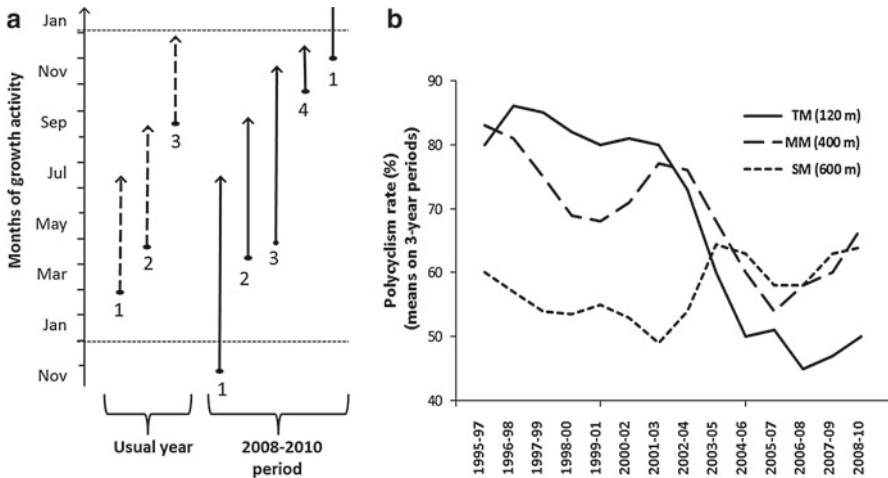 a
Months of growth activity
Jan
Nov
Sep
Jul
May
Mar
Jan
Nov
1
2
3
1
2
3
4
1
Usual year
2008-2010
period
b
Polycyclism rate (%)
(means on 3-year periods)
90
80
70
60
50
40
TM (120 m)
MM (400 m)
SM (600 m)
1995-97
1996-98
1997-99
1998-00
1999-01
2000-02
2001-03
2002-04
2003-05
2004-06
2005-07
2006-08
2007-09
2008-10